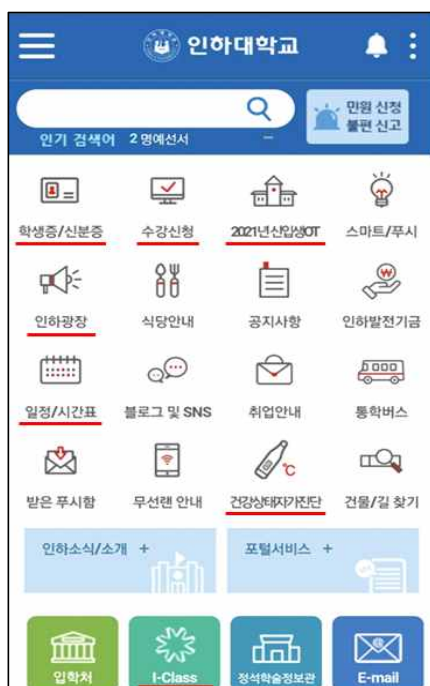 인하대학교
민원 신청
불편 신고
인기 검색어 2 명예선서
학생증/신분증 수강신청 2021년신입생OT 스마트/푸시
인하광장 식당안내 공지사항 인하발전기금
일정/시간표 블로그 및 SNS 취업안내 통학버스
받은 푸시함 무선랜 안내 건강상태자가진단 건물/길 찾기
인하소식/소개 + 포털서비스 +
입학처 I-Class 정석학술정보관 E-mail